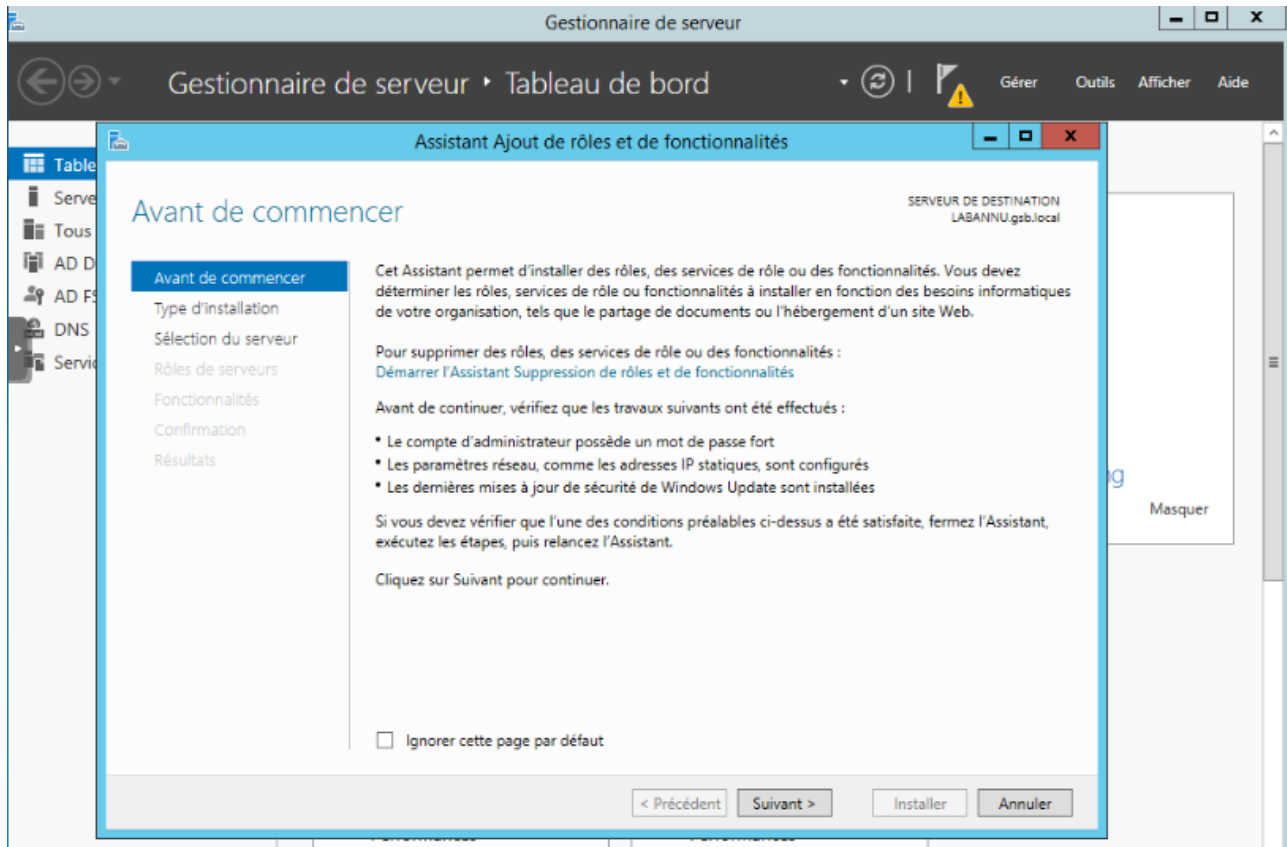 Gestionnaire de serveur
Gestionnaire de serveur • Tableau de bord
Gérer Outils Afficher Aide
Table
Serve
Tous
AD D
AD FS
DNS
Servic
Assistant Ajout de rôles et de fonctionnalités
Avant de commencer
SERVEUR DE DESTINATION
LABANNU.gsb.local
Avant de commencer
Type d'installation
Sélection du serveur
Rôles de serveurs
Fonctionnalités
Confirmation
Résultats
Cet Assistant permet d'installer des rôles, des services de rôle ou des fonctionnalités. Vous devez
déterminer les rôles, services de rôle ou fonctionnalités à installer en fonction des besoins informatiques
de votre organisation, tels que le partage de documents ou l'hébergement d'un site Web.
Pour supprimer des rôles, des services de rôle ou des fonctionnalités :
Démarrer l'Assistant Suppression de rôles et de fonctionnalités
Avant de continuer, vérifiez que les travaux suivants ont été effectués :
• Le compte d'administrateur possède un mot de passe fort
• Les paramètres réseau, comme les adresses IP statiques, sont configurés
• Les dernières mises à jour de sécurité de Windows Update sont installées
Si vous devez vérifier que l'une des conditions préalables ci-dessus a été satisfaite, fermez l'Assistant,
exécutez les étapes, puis relancez l'Assistant.
Cliquez sur Suivant pour continuer.
Ignorer cette page par défaut
< Précédent Suivant > Installer Annuler
Masquer